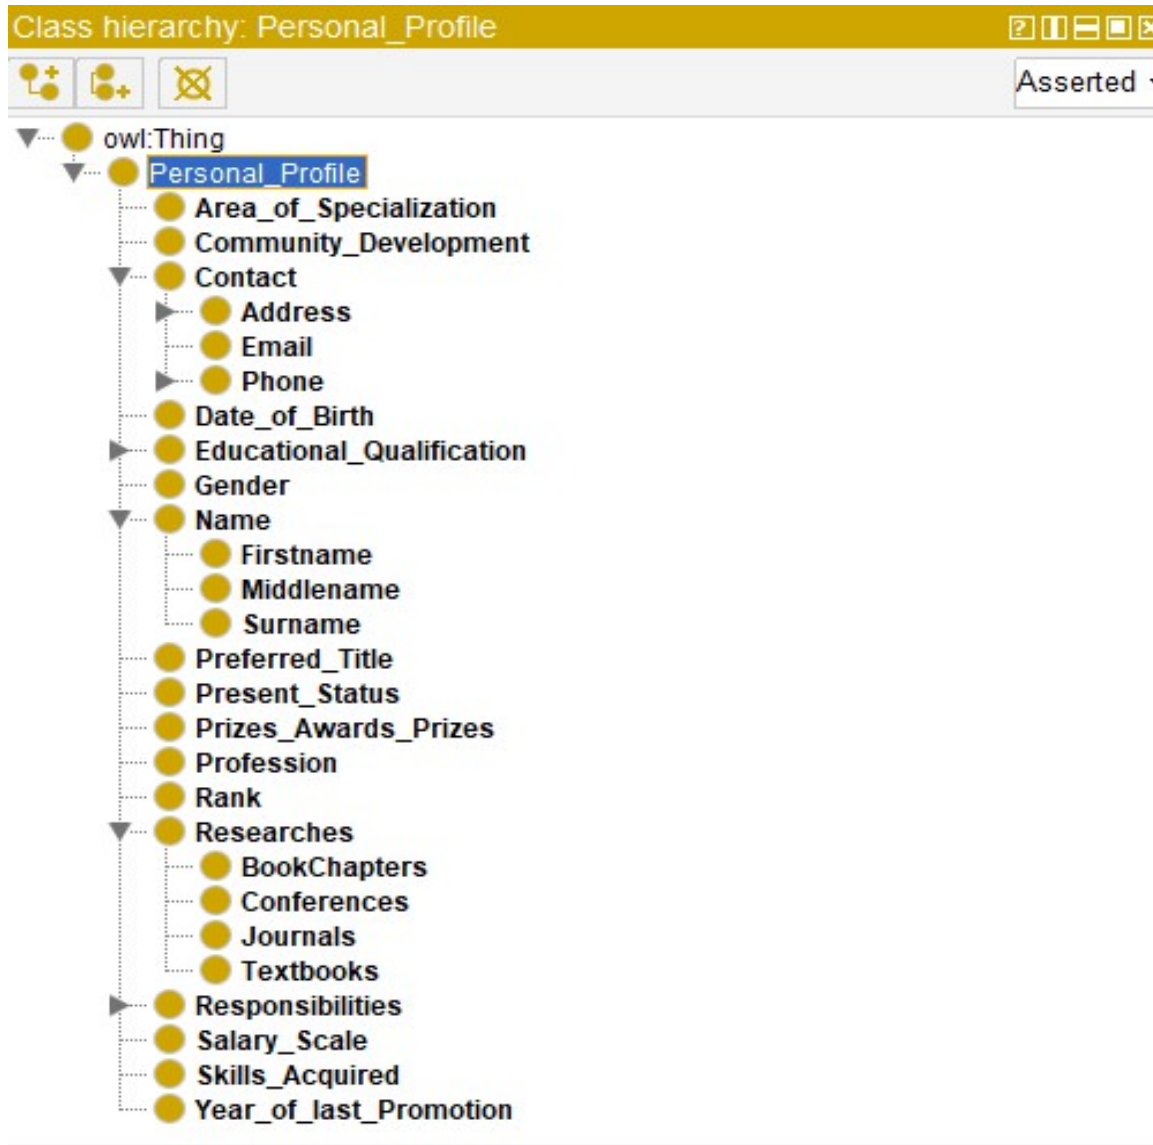 Class hierarchy: Personal_Profile
Asserted
owl:Thing
Personal_Profile
Area_of_Specialization
Community_Development
Contact
Address
Email
Phone
Date_of_Birth
Educational_Qualification
Gender
Name
Firstname
Middlename
Surname
Preferred_Title
Present_Status
Prizes_Awards_Prizes
Profession
Rank
Researches
BookChapters
Conferences
Journals
Textbooks
Responsibilities
Salary_Scale
Skills_Acquired
Year_of_last_Promotion